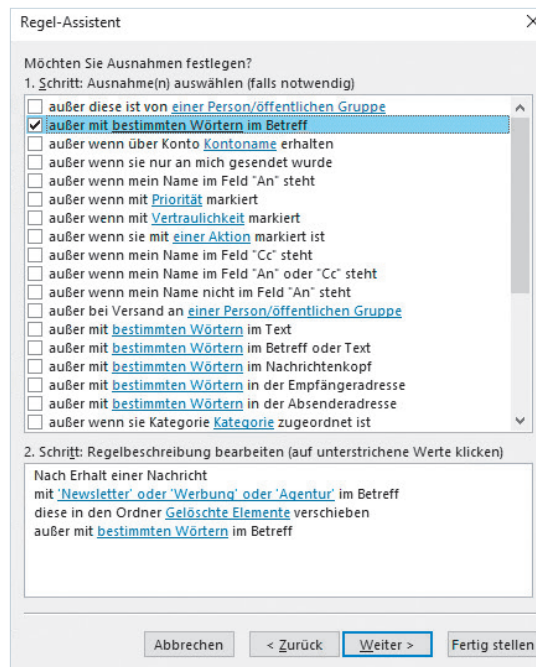 Regel-Assistent
Möchten Sie Ausnahmen festlegen?
1. Schritt: Ausnahme(n) auswählen (falls notwendig)
außer diese ist von einer Person/öffentlichen Gruppe
außer mit bestimmten Wörtern im Betreff
außer wenn über Konto Kontoname erhalten
außer wenn sie nur an mich gesendet wurde
außer wenn mein Name im Feld "An" steht
außer wenn mit Priorität markiert
außer wenn mit Vertraulichkeit markiert
außer wenn sie mit einer Aktion markiert ist
außer wenn mein Name im Feld "Cc" steht
außer wenn mein Name im Feld "An" oder "Cc" steht
außer wenn mein Name nicht im Feld "An" steht
außer bei Versand an einer Person/öffentlichen Gruppe
außer mit bestimmten Wörtern im Text
außer mit bestimmten Wörtern im Betreff oder Text
außer mit bestimmten Wörtern im Nachrichtenkopf
außer mit bestimmten Wörtern in der Empfängeradresse
außer mit bestimmten Wörtern in der Absenderadresse
außer wenn sie Kategorie Kategorie zugeordnet ist
2. Schritt: Regelbeschreibung bearbeiten (auf unterstrichene Werte klicken)
Nach Erhalt einer Nachricht
mit 'Newsletter' oder 'Werbung' oder 'Agentur' im Betreff
diese in den Ordner Gelöschte Elemente verschieben
außer mit bestimmten Wörtern im Betreff
Abbrechen < Zurück Weiter > Fertig stellen